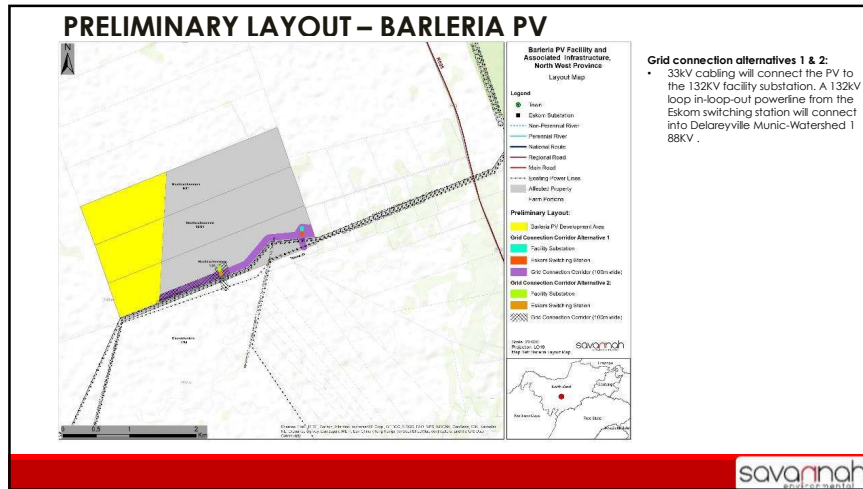 PRELIMINARY LAYOUT – BARLERIA PV
N
Barleria PV Facility and
Associated Infrastructure,
North West Province
Layout Map
Legend
Town
Eskom Substation
Non-Perennial River
Perennial River
National Route
Regional Road
Main Road
Existing Power Lines
Affected Property
Farm Portions
Preliminary Layout:
Barleria PV Development Area
Grid Connection Corridor Alternative 1
Facility Substation
Eskom Switching Station
Grid Connection Corridor (100m wide)
Grid Connection Corridor Alternative 2:
Facility Substation
Eskom Switching Station
Grid Connection Corridor (100m wide)
savannah
0 0.5 1 2
Km
Grid connection alternatives 1 & 2:
• 33kV cabling will connect the PV to
the 132KV facility substation. A 132kV
loop in-loop-out powerline from the
Eskom switching station will connect
into Delareyville Munic-Watershed 1
88KV .
savannah
environmental